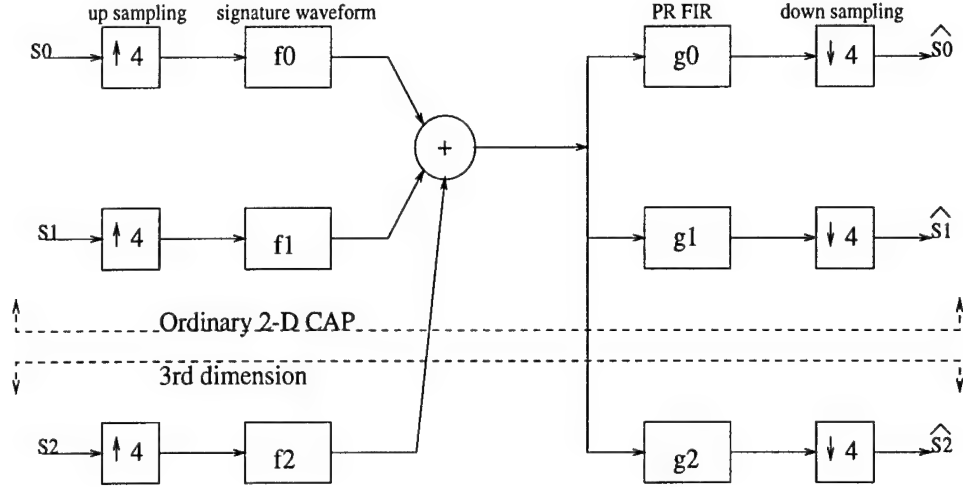 up sampling signature waveform PR FIR down sampling
S0 ↑ 4 f0 g0 ↓ 4 Ŝ0
+
S1 ↑ 4 f1 g1 ↓ 4 Ŝ1
Ordinary 2-D CAP
3rd dimension
S2 ↑ 4 f2 g2 ↓ 4 Ŝ2